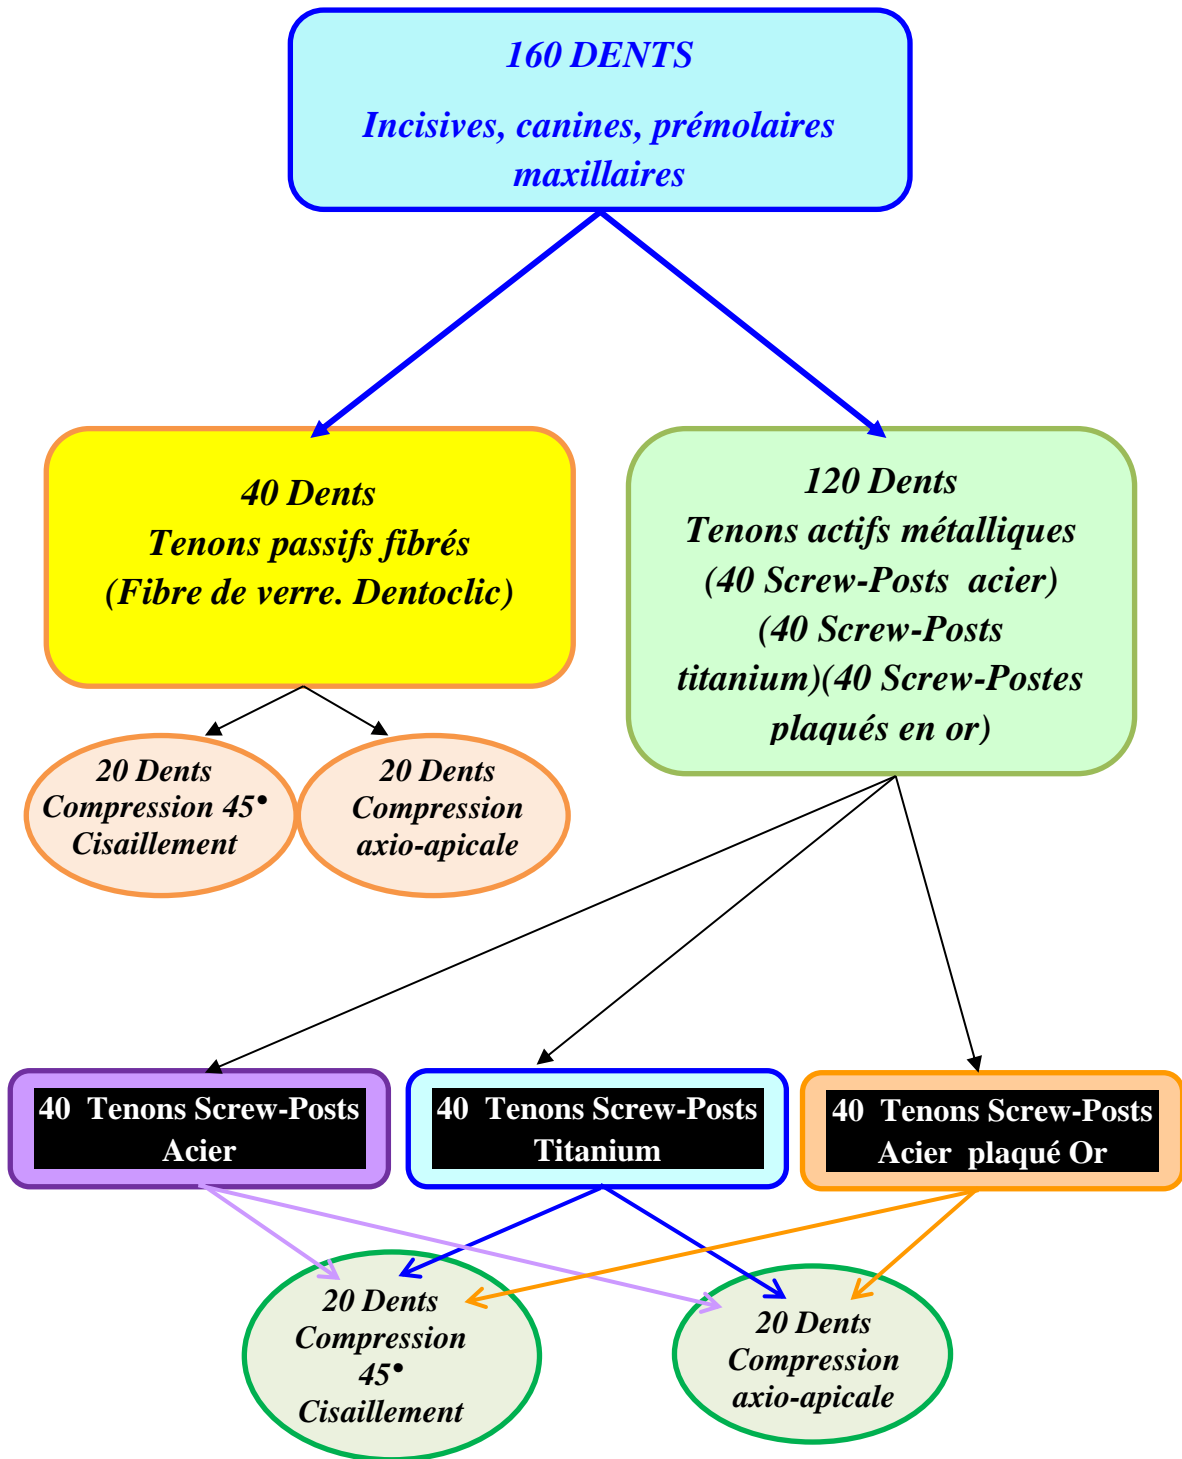 160 DENTS
Incisives, canines, prémolaires
maxillaires
40 Dents
Tenons passifs fibrés
(Fibre de verre. Dentoclic)
120 Dents
Tenons actifs métalliques
(40 Screw-Posts acier)
(40 Screw-Posts
titanium)(40 Screw-Postes
plaqués en or)
20 Dents
Compression 45°
Cisaillement
20 Dents
Compression
axio-apicale
40 Tenons Screw-Posts
Acier
40 Tenons Screw-Posts
Titanium
40 Tenons Screw-Posts
Acier plaqué Or
20 Dents
Compression
45°
Cisaillement
20 Dents
Compression
axio-apicale